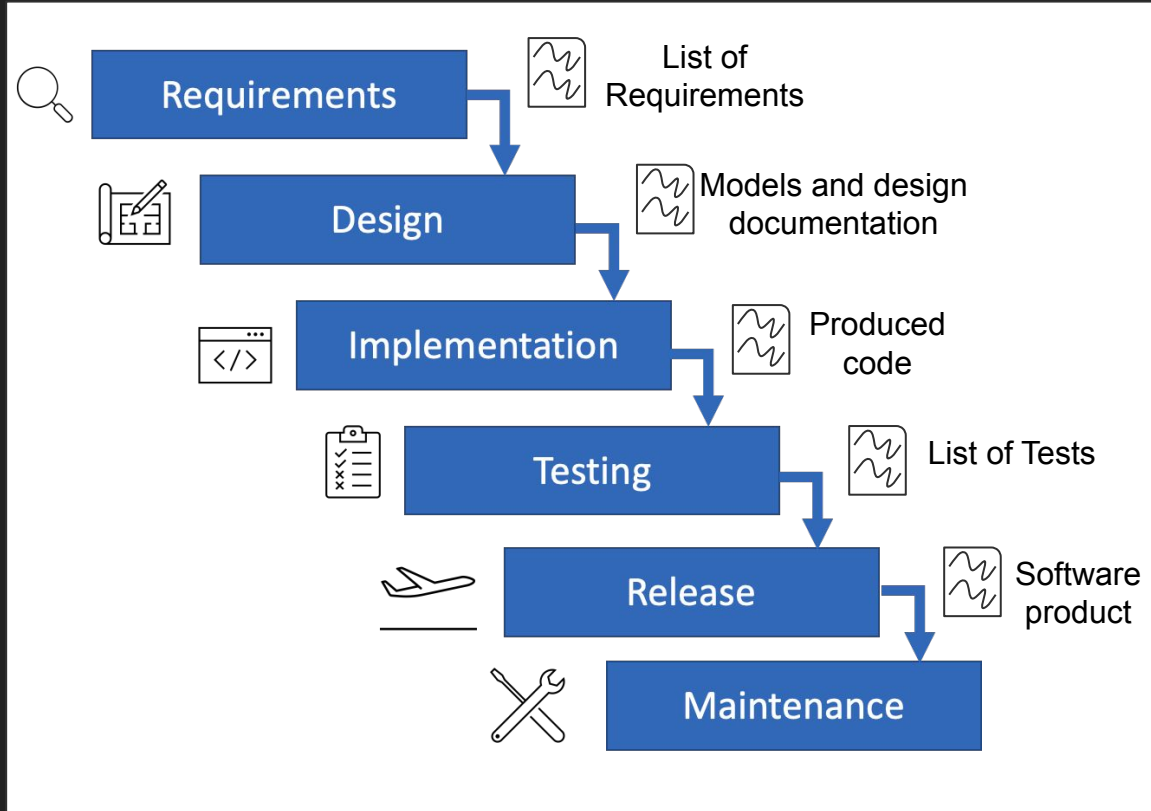 Requirements
List of
Requirements
Design
Models and design
documentation
Implementation
</>
Produced
code
Testing
List of Tests
Release
Software
product
Maintenance